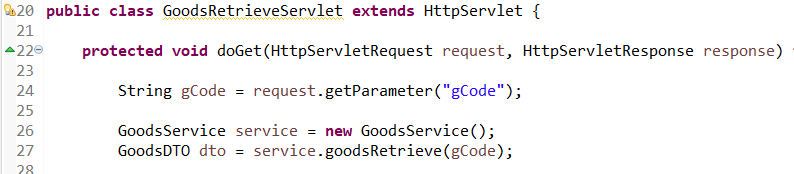 20 public class GoodsRetrieveServlet extends HttpServlet {
21
22 protected void doGet(HttpServletRequest request, HttpServletResponse response)
23
24 String gCode = request.getParameter("gCode");
25
26 GoodsService service = new GoodsService();
27 GoodsDTO dto = service.goodsRetrieve(gCode);
28